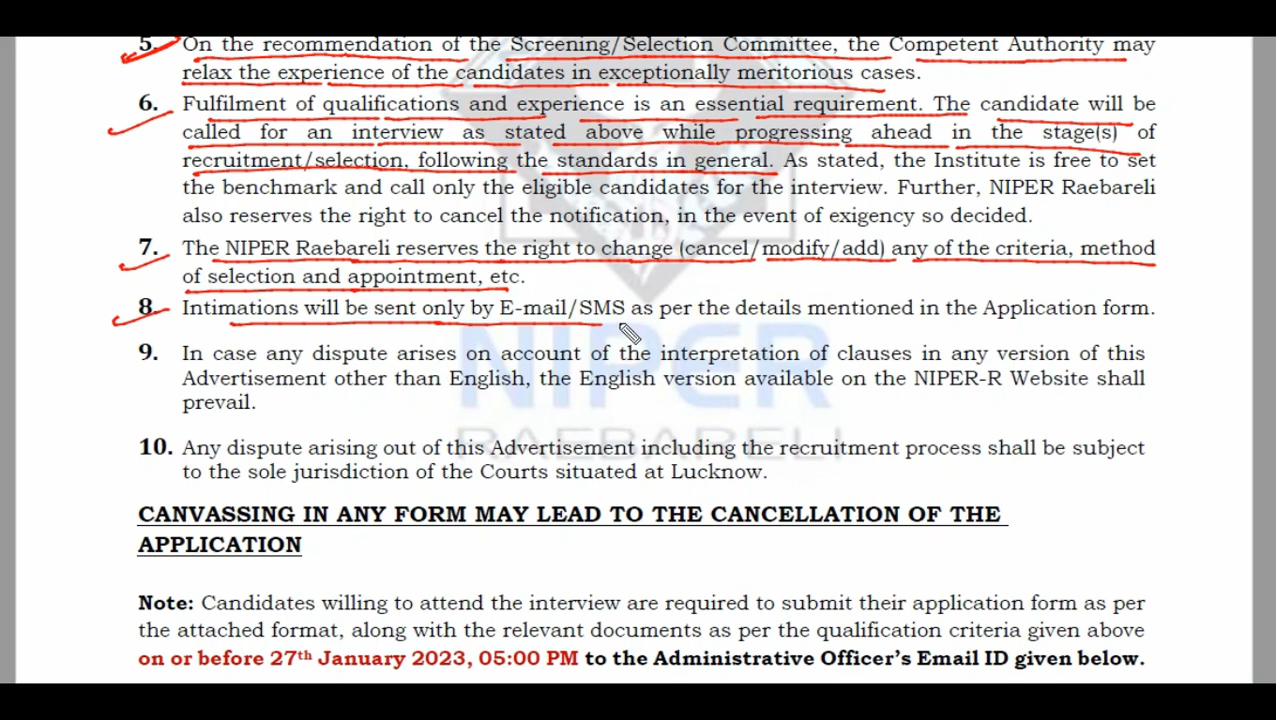 5. On the recommendation of the Screening/Selection Committee, the Competent Authority may
relax the experience of the candidates in exceptionally meritorious cases.
6. Fulfilment of qualifications and experience is an essential requirement. The candidate will be
called for an interview as stated above while progressing ahead in the stage(s) of
recruitment/selection, following the standards in general. As stated, the Institute is free to set
the benchmark and call only the eligible candidates for the interview. Further, NIPER Raebareli
also reserves the right to cancel the notification, in the event of exigency so decided.
7. The NIPER Raebareli reserves the right to change (cancel/modify/add) any of the criteria, method
of selection and appointment, etc.
8. Intimations will be sent only by E-mail/SMS as per the details mentioned in the Application form.
9. In case any dispute arises on account of the interpretation of clauses in any version of this
Advertisement other than English, the English version available on the NIPER-R Website shall
prevail.
NIPER
RAEBARELI
10. Any dispute arising out of this Advertisement including the recruitment process shall be subject
to the sole jurisdiction of the Courts situated at Lucknow.
CANVASSING IN ANY FORM MAY LEAD TO THE CANCELLATION OF THE
APPLICATION
Note: Candidates willing to attend the interview are required to submit their application form as per
the attached format, along with the relevant documents as per the qualification criteria given above
on or before 27th January 2023, 05:00 PM to the Administrative Officer's Email ID given below.